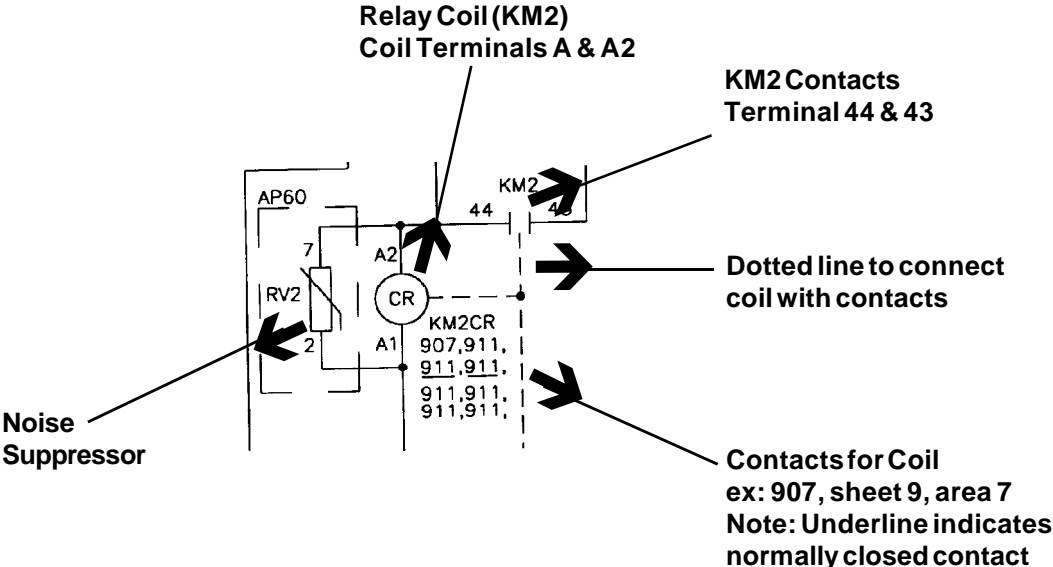 Relay Coil (KM2)
Coil Terminals A & A2
KM2 Contacts
Terminal 44 & 43
KM2
AP60
44
43
7
A2
RV2
CR
KM2CR
2
A1
907,911,
911,911,
911,911,
911,911,
Dotted line to connect
coil with contacts
Noise
Suppressor
Contacts for Coil
ex: 907, sheet 9, area 7
Note: Underline indicates
normally closed contact